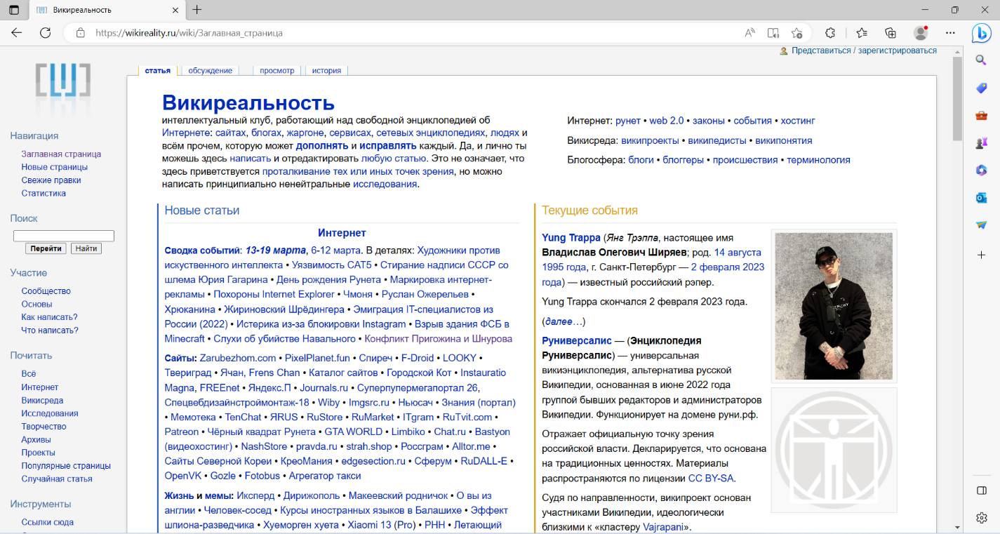 Викиреальность
https://wikireality.ru/wiki/Заглавная_страница
Представиться / зарегистрироваться
статья обсуждение просмотр история
Навигация
Заглавная страница
Новые страницы
Свежие правки
Статистика
Поиск
Перейти Найти
Участие
Сообщество
Основы
Как написать?
Что написать?
Почитать
Всё
Интернет
Викисреда
Исследования
Творчество
Архивы
Проекты
Популярные страницы
Случайная статья
Инструменты
Ссылки сюда
Викиреальность
интеллектуальный клуб, работающий над свободной энциклопедией об
Интернете: сайтах, блогах, жаргоне, сервисах, сетевых энциклопедиях, людях и
всём прочем, которую может дополнять и исправлять каждый. Да, и лично ты
можешь здесь написать и отредактировать любую статью. Это не означает, что
здесь приветствуется проталкивание тех или иных точек зрения, но можно
написать принципиально ненейтральные исследования.
Интернет: рунет • web 2.0 • законы • события • хостинг
Викисреда: википроекты • википедисты • википонятия
Блогосфера: блоги • блоггеры • происшествия • терминология
Новые статьи
Интернет
Сводка событий: 13-19 марта, 6-12 марта. В деталях: Художники против
искуственного интеллекта • Уязвимость CAT5 • Стирание надписи СССР со
шлема Юрия Гагарина • День рождения Рунета • Маркировка интернет-
рекламы • Похороны Internet Explorer • Чмоня • Руслан Ожерельев •
Хрюканина • Жириновский Шрёдингера • Эмиграция IT-специалистов из
России (2022) • Истерика из-за блокировки Instagram • Взрыв здания ФСБ в
Minecraft • Слухи об убийстве Навального • Конфликт Пригожина и Шнурова
Сайты: Zarubezhom.com • PixelPlanet.fun • Спиреч • F-Droid • LOOKY •
Твериград • Ячан, Frens Chan • Каталог сайтов • Городской Кот • Instauratio
Magna, FREEnet • Яндекс.П • Journals.ru • Суперпупермегапортал 26,
Спецвебдизайнстроймонтаж-18 • Wiby • Imgsrc.ru • Ньюсач • Знания (портал)
• Мемотека • TenChat • ЯRUS • RuStore • RuMarket • ITgram • RuTvit.com •
Patreon • Чёрный квадрат Рунета • GTA WORLD • Limbiko • Chat.ru • Bastyon
(видеохостинг) • NashStore • pravda.ru • strah.shop • Россграм • Alltor.me •
Сайты Северной Кореи • КреоМания • edgesection.ru • Сферум • RuDALL-E •
OpenVK • Gozle • Fotobus • Агрегатор такси
Жизнь и мемы: Иксперд • Дирижополь • Макеевский родничок • О вы из
англии • Человек-сосед • Курсы иностранных языков в Балашихе • Эффект
шпиона-разведчика • Хуеморген хуета • Xiaomi 13 (Pro) • РНН • Летающий
Текущие события
Yung Trappa (Янг Трэппа, настоящее имя
Владислав Олегович Ширяев; род. 14 августа
1995 года, г. Санкт-Петербург — 2 февраля 2023
года) — известный российский рэпер.
Yung Trappa скончался 2 февраля 2023 года.
(далее…)
Руниверсалис — (Энциклопедия
Руниверсалис) — универсальная
викиэнциклопедия, альтернатива русской
Википедии, основанная в июне 2022 года
группой бывших редакторов и администраторов
Википедии. Функционирует на домене руни.рф.
Отражает официальную точку зрения
российской власти. Декларируется, что основана
на традиционных ценностях. Материалы
распространяются по лицензии CC BY-SA.
Судя по направленности, википроект основан
участниками Википедии, идеологически
близкими к «кластеру Vajrapani».